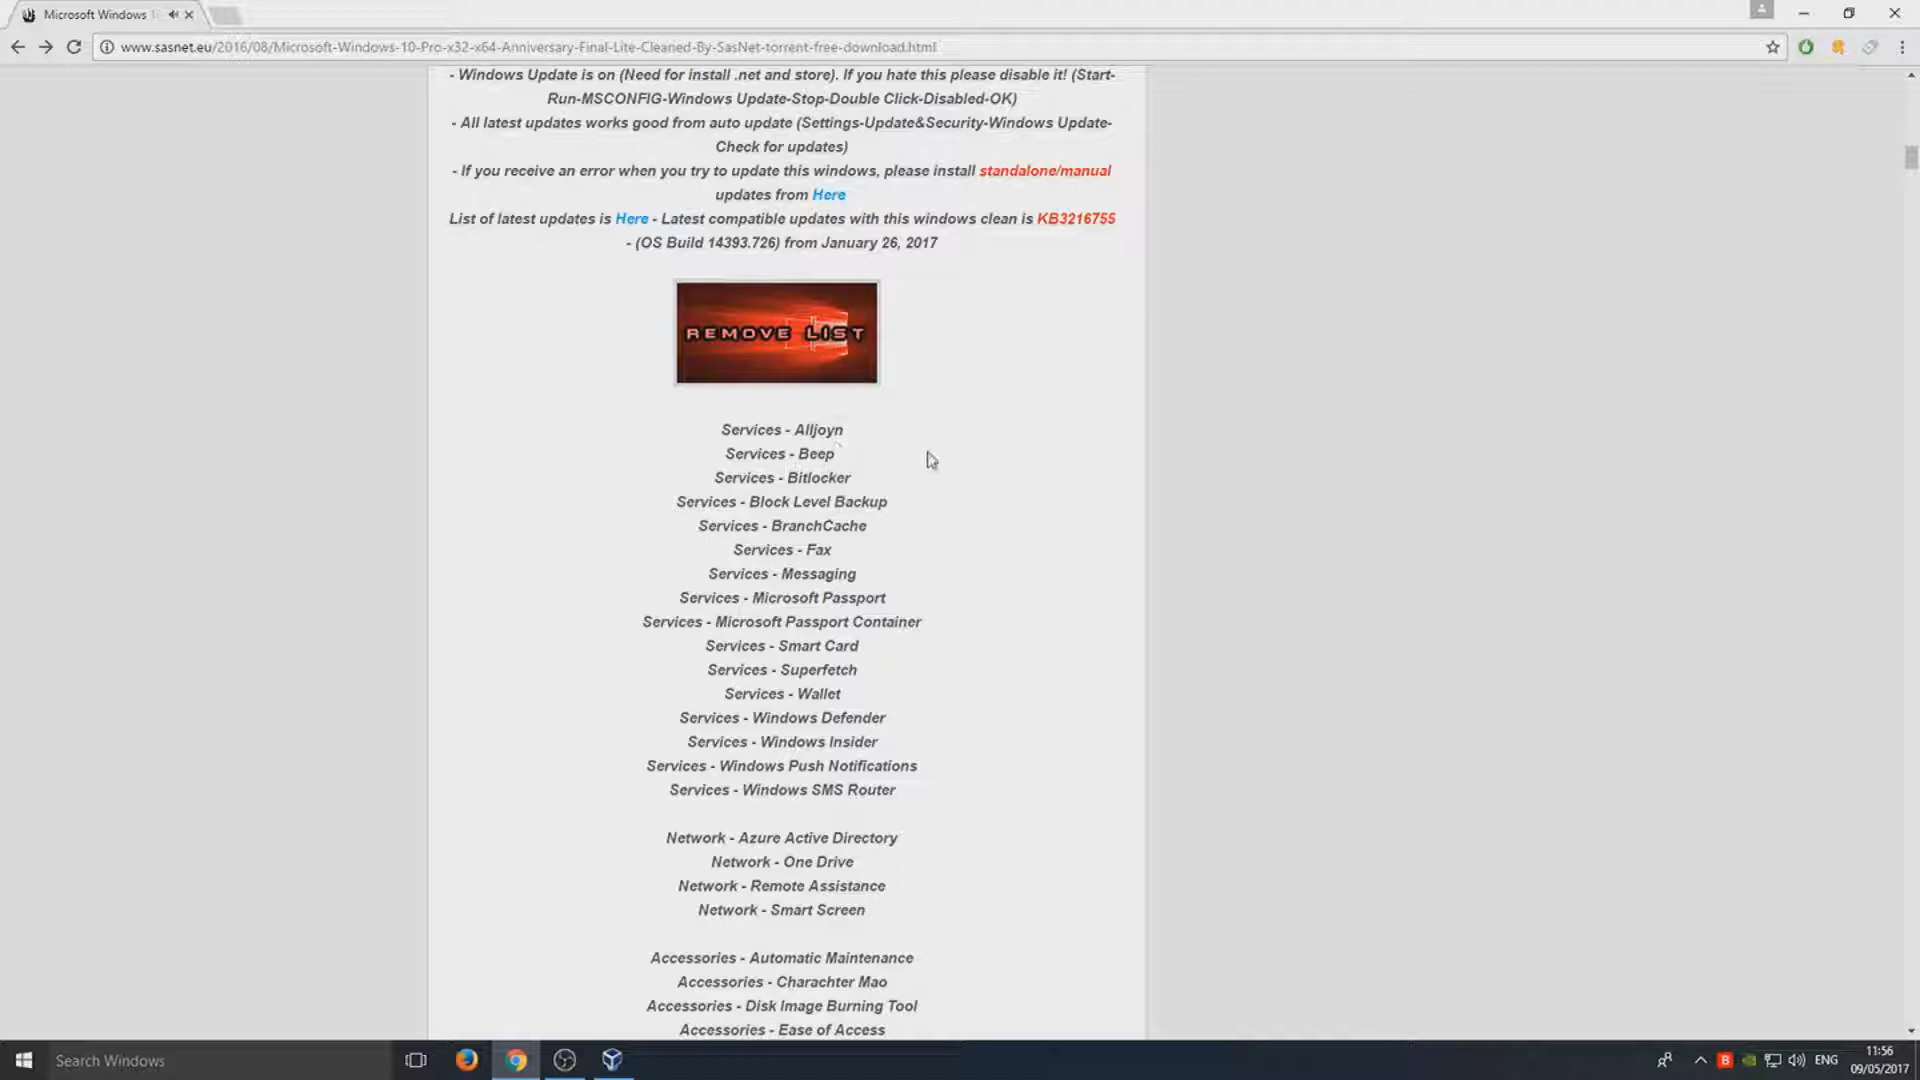 Microsoft Windows
www.sasnet.eu/2016/08/Microsoft-Windows-10-Pro-x32-x64-Anniversary-Final-Lite-Cleaned-By-SasNet-torrent-free-download.html
- Windows Update is on (Need for install .net and store). If you hate this please disable it! (Start-
Run-MSCONFIG-Windows Update-Stop-Double Click-Disabled-OK)
- All latest updates works good from auto update (Settings-Update&Security-Windows Update-
Check for updates)
- If you receive an error when you try to update this windows, please install standalone/manual
updates from Here
List of latest updates is Here - Latest compatible updates with this windows clean is KB3216755
- (OS Build 14393.726) from January 26, 2017
REMOVE LIST
Services - Alljoyn
Services - Beep
Services - Bitlocker
Services - Block Level Backup
Services - BranchCache
Services - Fax
Services - Messaging
Services - Microsoft Passport
Services - Microsoft Passport Container
Services - Smart Card
Services - Superfetch
Services - Wallet
Services - Windows Defender
Services - Windows Insider
Services - Windows Push Notifications
Services - Windows SMS Router
Network - Azure Active Directory
Network - One Drive
Network - Remote Assistance
Network - Smart Screen
Accessories - Automatic Maintenance
Accessories - Charachter Mao
Accessories - Disk Image Burning Tool
Accessories - Ease of Access
Search Windows
B
ENG
11:56
09/05/2017